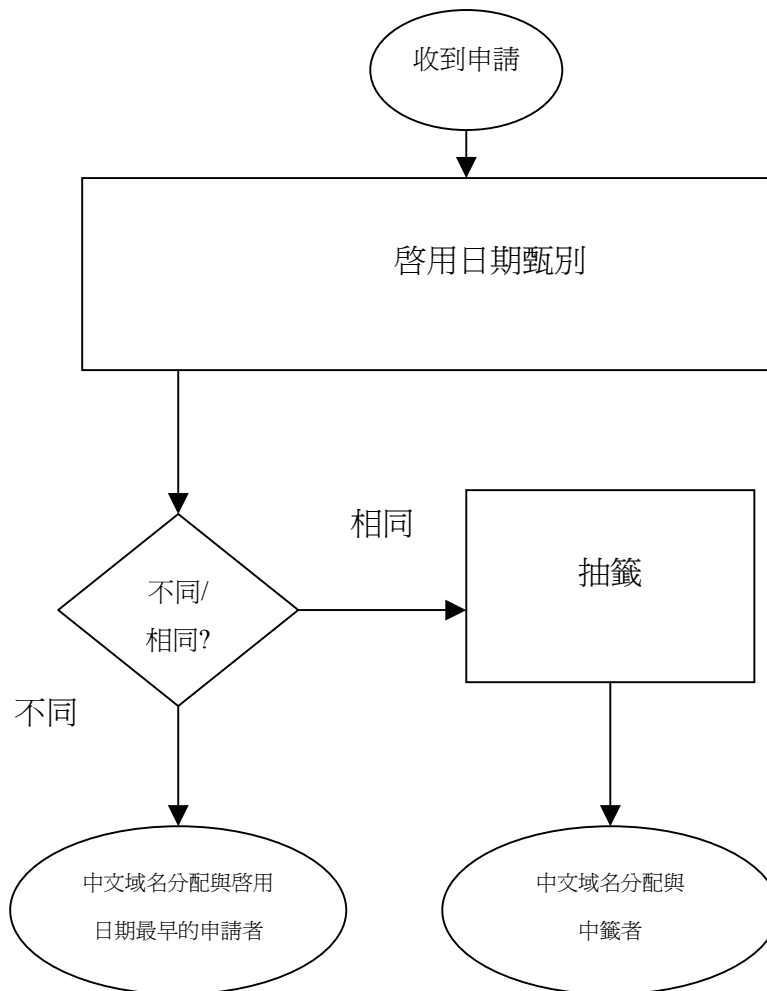 收到申請
啓用日期甄別
相同
抽籤
不同/
相同?
不同
中文域名分配與啓用
日期最早的申請者
中文域名分配與
中籤者